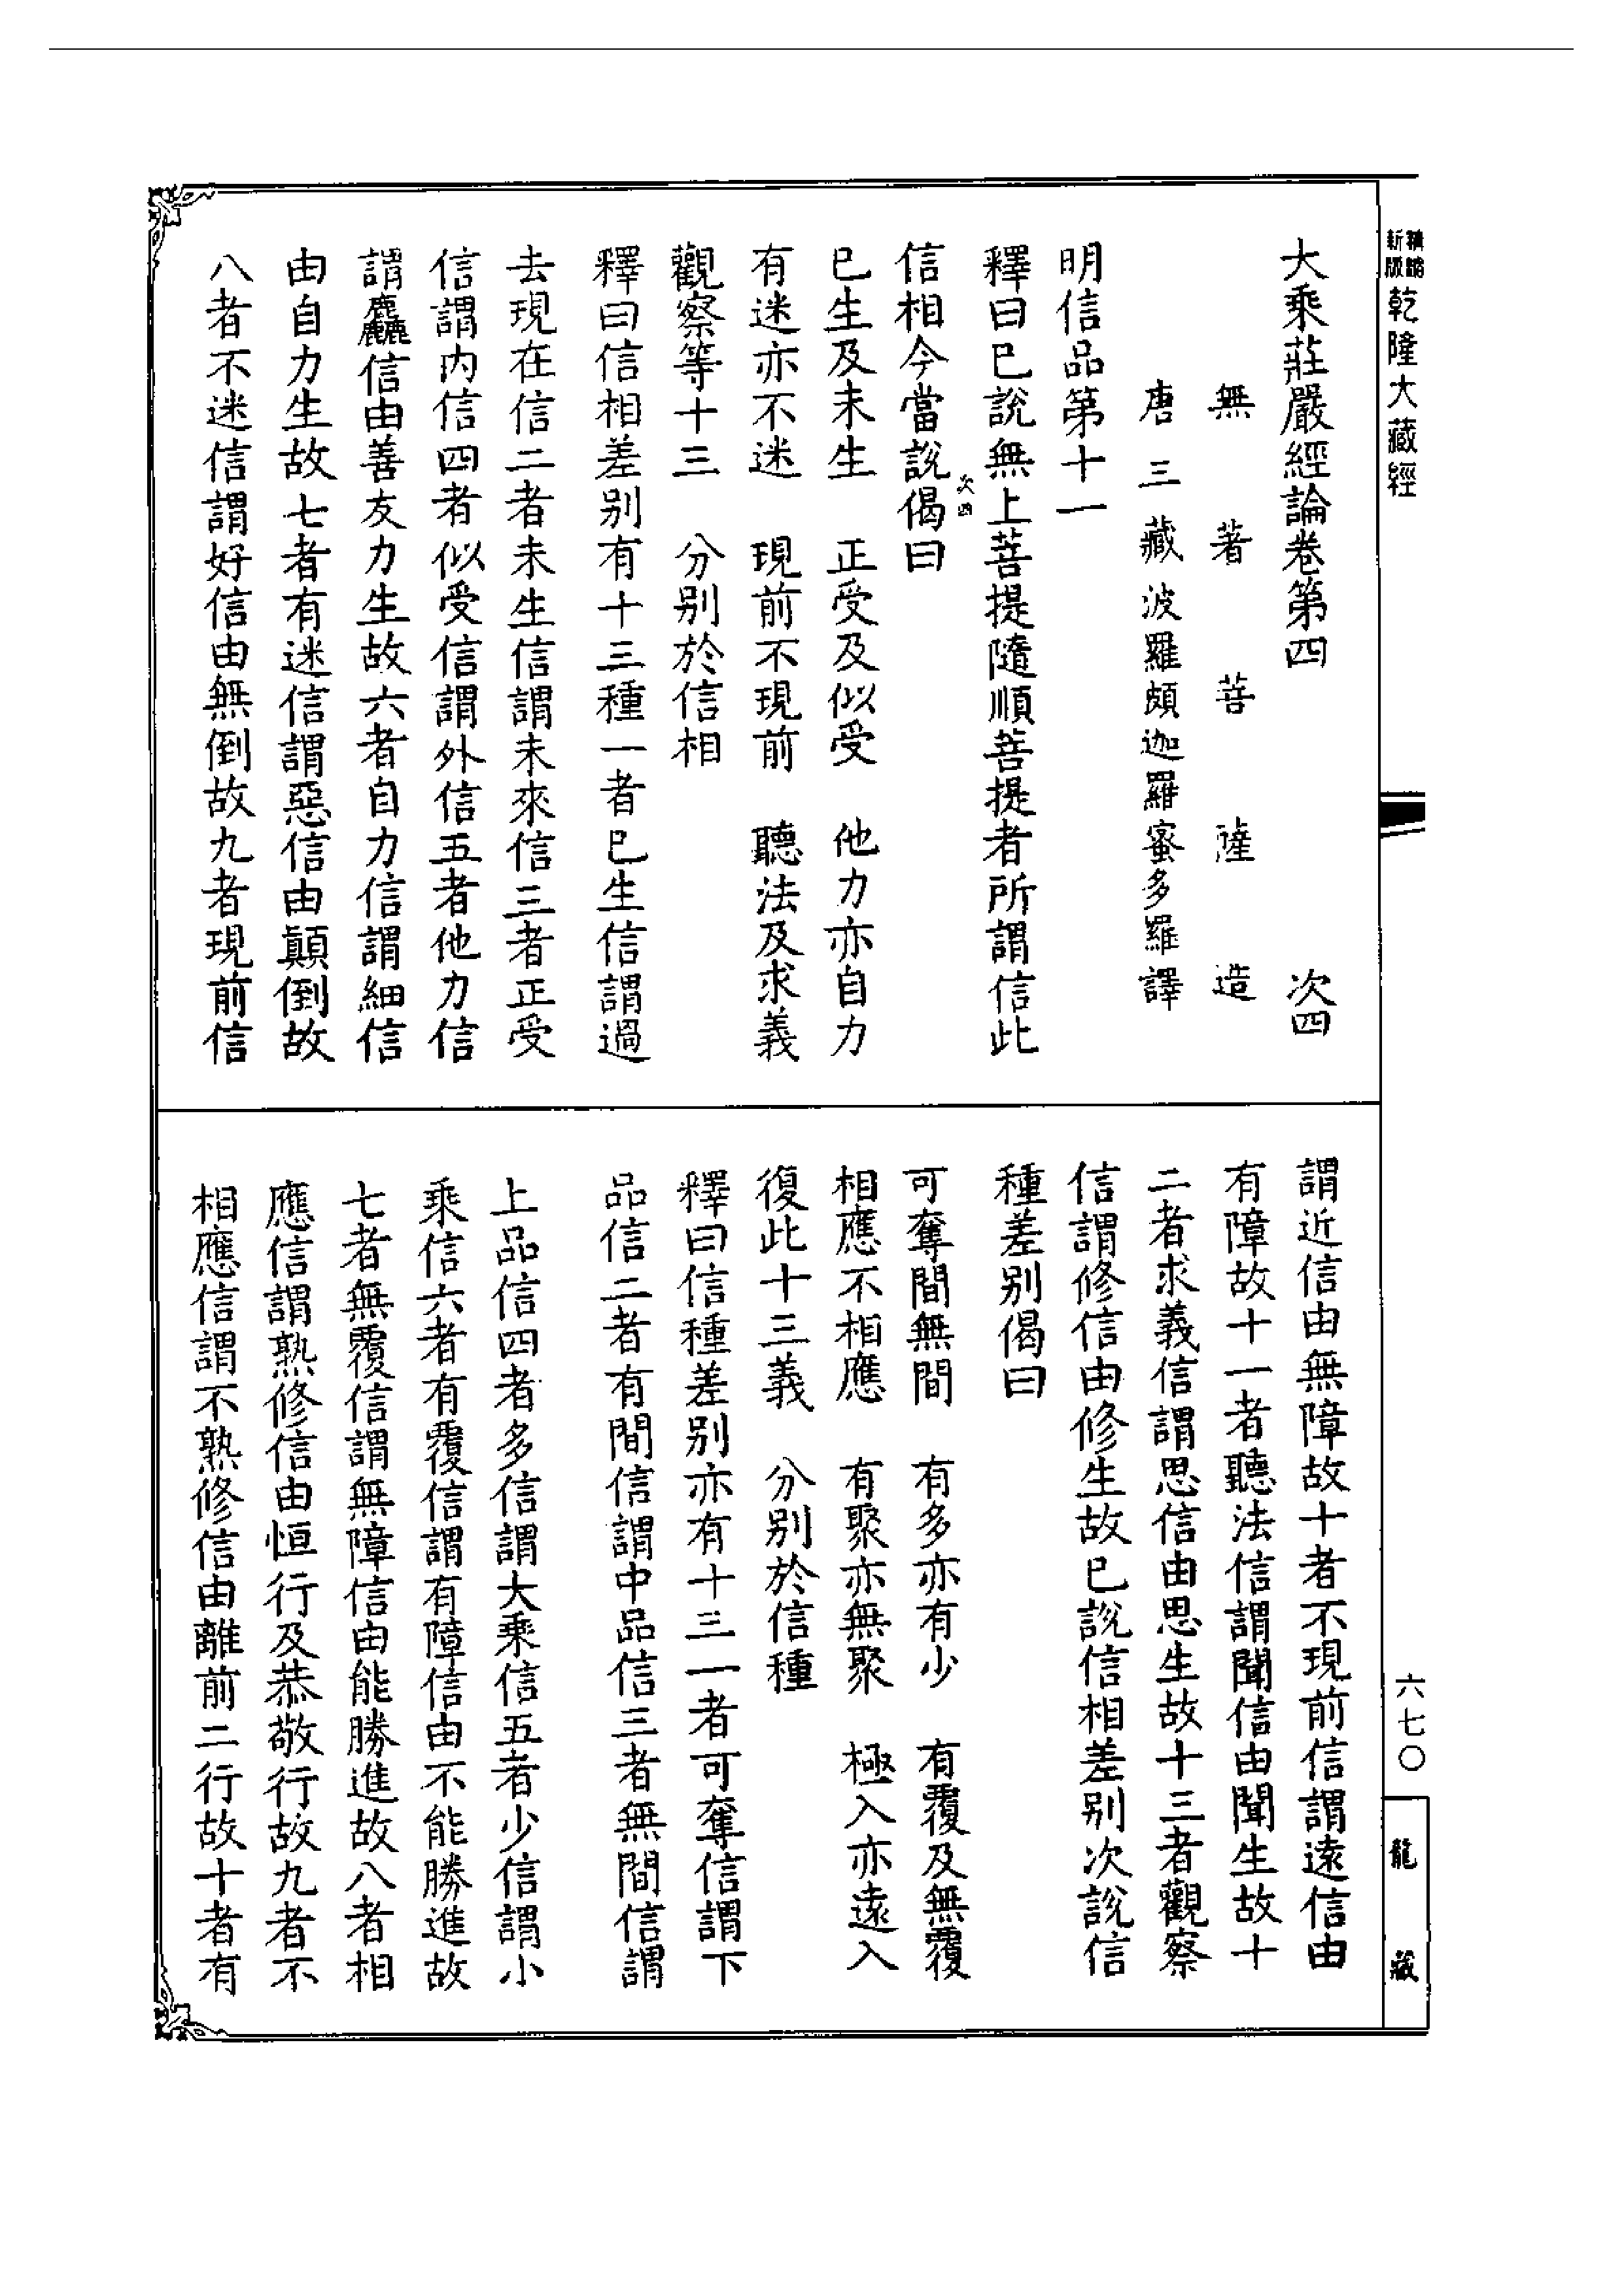 新版
精縮
乾隆大藏經
大乘莊嚴經論卷第四 次四
無著菩薩造
唐三藏波羅頗迦羅蜜多羅譯
明信品第十一
釋曰已說無上菩提隨順菩提者所謂信此
次四
信相今當說偈曰
已生及未生 正受及似受 他力亦自力
有迷亦不迷 現前不現前 聽法及求義
觀察等十三 分別於信相
釋曰信相差別有十三種一者已生信謂過
去現在信二者未生信謂未來信三者正受
信謂內信四者似受信謂外信五者他力信
謂麤信由善友力生故六者自力信謂細信
由自力生故七者有迷信謂惡信由顛倒故
八者不迷信謂好信由無倒故九者現前信
謂近信由無障故十者不現前信謂遠信由
有障故十一者聽法信謂聞信由聞生故十
二者求義信謂思信由思生故十三者觀察
信謂修信由修生故已說信相差別次說信
種差別偈曰
可奪間無間 有多亦有少 有覆及無覆
相應不相應 有聚亦無聚 極入亦遠入
復此十三義 分別於信種
釋曰信種差別亦有十三一者可奪信謂下
品信二者有間信謂中品信三者無間信謂
上品信四者多信謂大乘信五者少信謂小
乘信六者有覆信謂有障信由不能勝進故
七者無覆信謂無障信由能勝進故八者相
應信謂熟修信由恒行及恭敬行故九者不
相應信謂不熟修信由離前二行故十者有
六七〇
龍藏